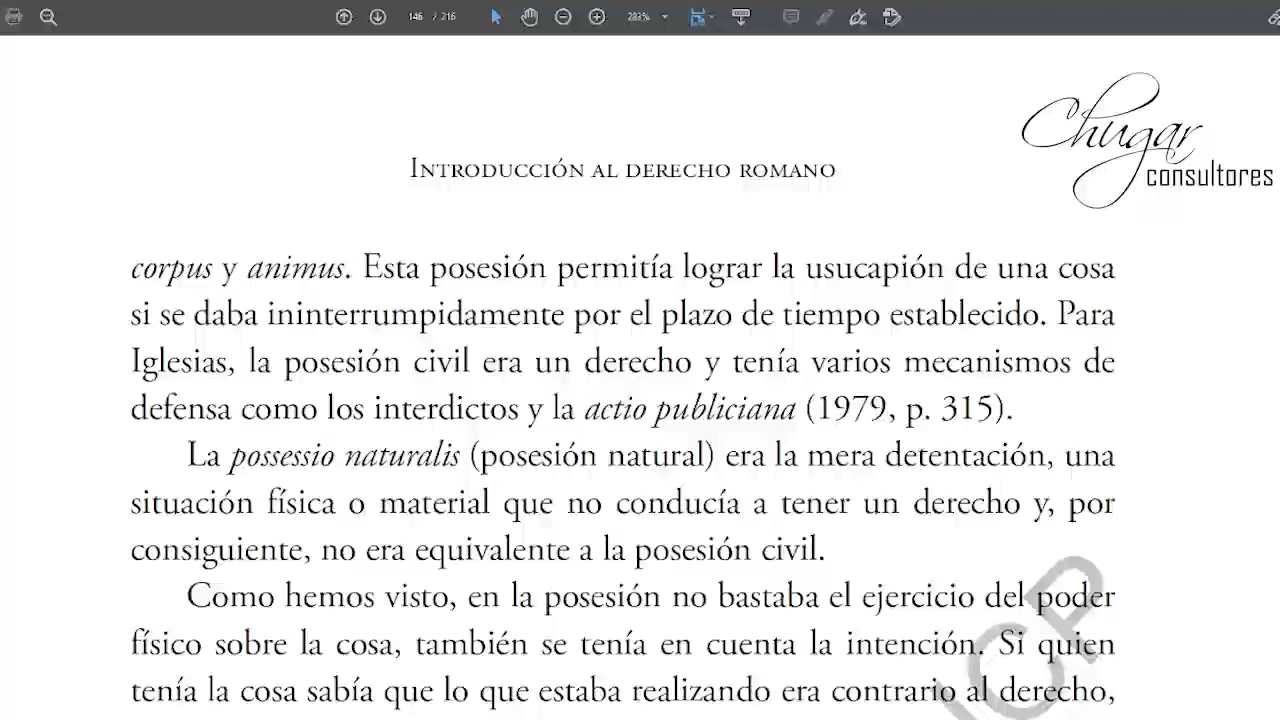 146 / 216
283%
Chugar
consultores
INTRODUCCIÓN AL DERECHO ROMANO
corpus y animus. Esta posesión permitía lograr la usucapión de una cosa
si se daba ininterrumpidamente por el plazo de tiempo establecido. Para
Iglesias, la posesión civil era un derecho y tenía varios mecanismos de
defensa como los interdictos y la actio publiciana (1979, p. 315).
La possessio naturalis (posesión natural) era la mera detentación, una
situación física o material que no conducía a tener un derecho y, por
consiguiente, no era equivalente a la posesión civil.
Como hemos visto, en la posesión no bastaba el ejercicio del poder
físico sobre la cosa, también se tenía en cuenta la intención. Si quien
tenía la cosa sabía que lo que estaba realizando era contrario al derecho,